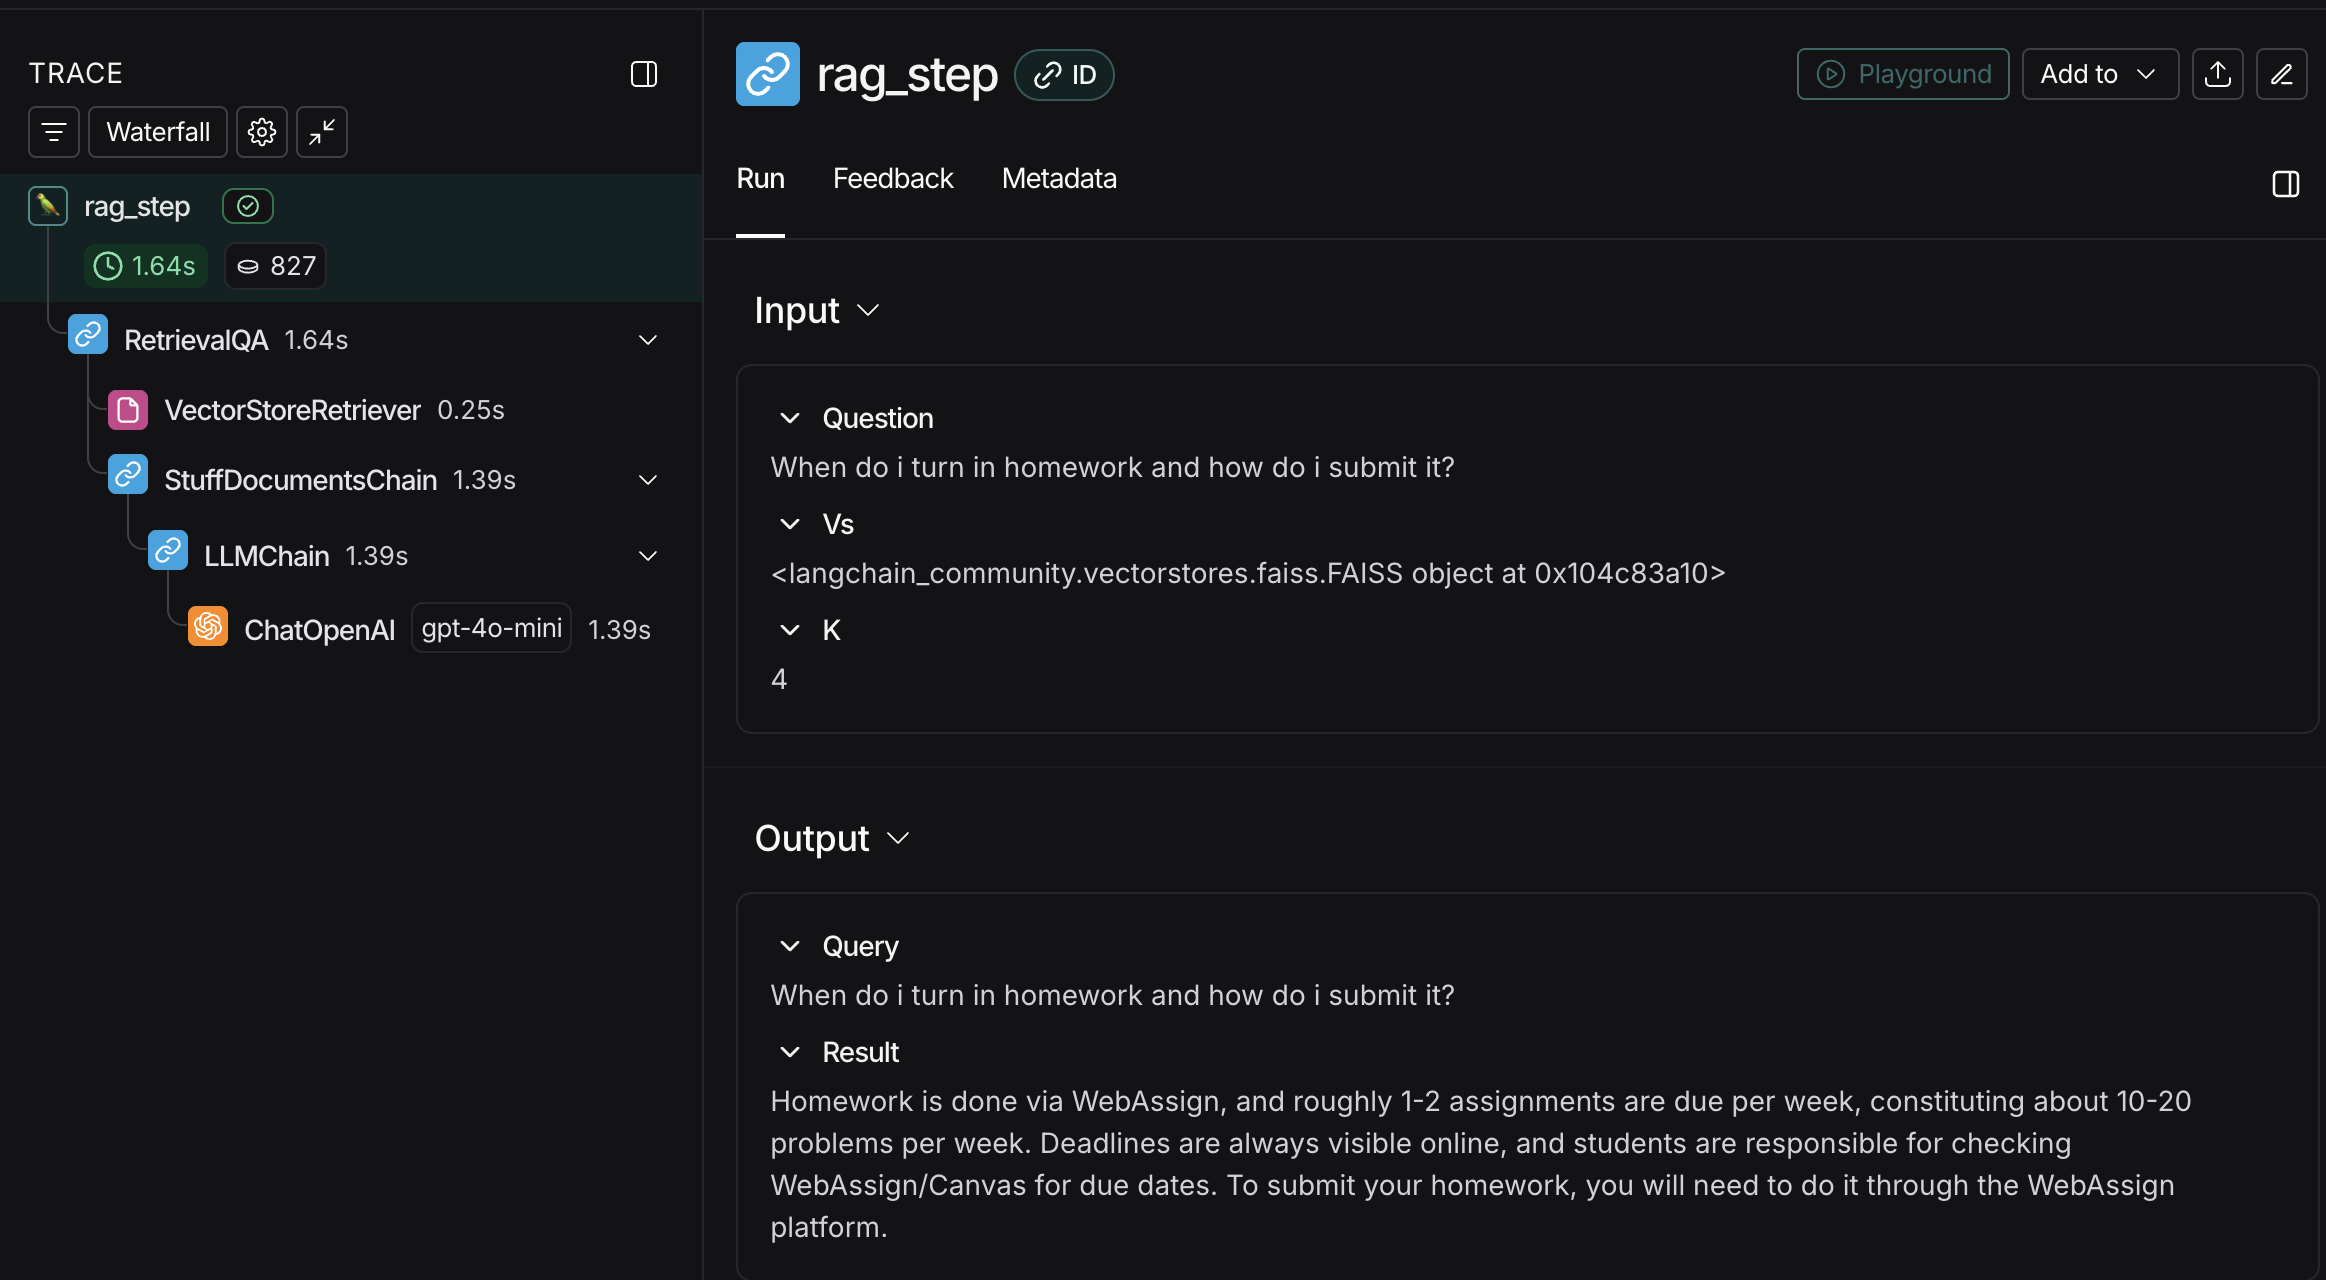 TRACE
Waterfall
rag_step
1.64s 827
RetrievalQA 1.64s
VectorStoreRetriever 0.25s
StuffDocumentsChain 1.39s
LLMChain 1.39s
ChatOpenAI gpt-4o-mini 1.39s
rag_step ID
Playground Add to
Run Feedback Metadata
Input
Question
When do i turn in homework and how do i submit it?
Vs
<langchain_community.vectorstores.faiss.FAISS object at 0x104c83a10>
K
4
Output
Query
When do i turn in homework and how do i submit it?
Result
Homework is done via WebAssign, and roughly 1-2 assignments are due per week, constituting about 10-20
problems per week. Deadlines are always visible online, and students are responsible for checking
WebAssign/Canvas for due dates. To submit your homework, you will need to do it through the WebAssign
platform.